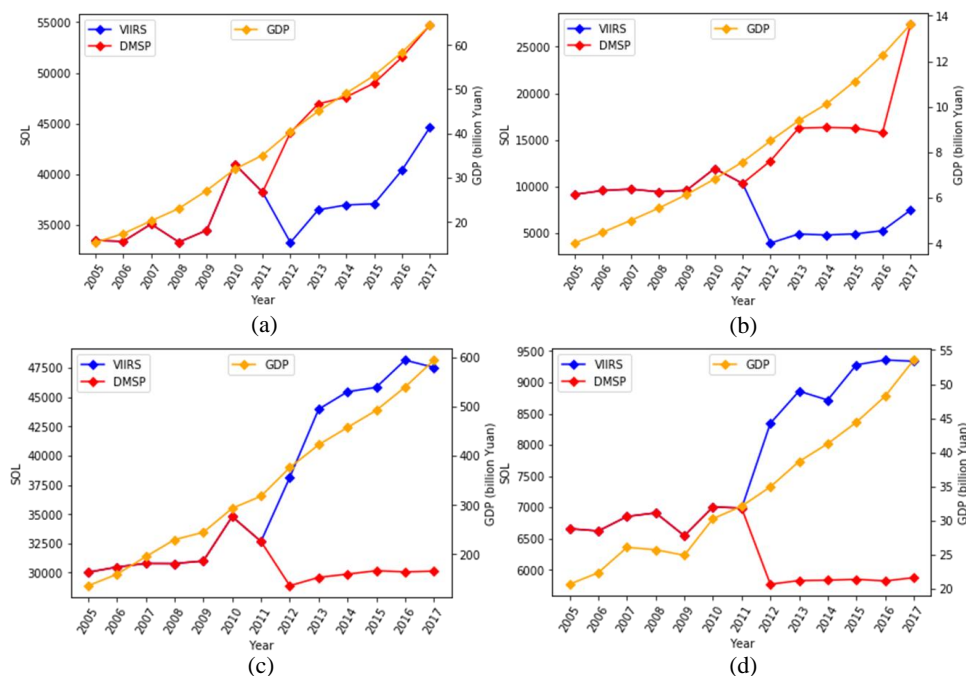 VIIRS
DMSP
GDP
55000
50000
45000
40000
35000
SOL
60
50
40
30
20
GDP (billion Yuan)
2005 2006 2007 2008 2009 2010 2011 2012 2013 2014 2015 2016 2017
Year
(a)
VIIRS
DMSP
GDP
25000
20000
15000
10000
5000
SOL
14
12
10
8
6
4
GDP (billion Yuan)
2005 2006 2007 2008 2009 2010 2011 2012 2013 2014 2015 2016 2017
Year
(b)
VIIRS
DMSP
GDP
47500
45000
42500
40000
37500
35000
32500
30000
SOL
600
500
400
300
200
GDP (billion Yuan)
2005 2006 2007 2008 2009 2010 2011 2012 2013 2014 2015 2016 2017
Year
(c)
VIIRS
DMSP
GDP
9500
9000
8500
8000
7500
7000
6500
6000
SOL
55
50
45
40
35
30
25
20
GDP (billion Yuan)
2005 2006 2007 2008 2009 2010 2011 2012 2013 2014 2015 2016 2017
Year
(d)